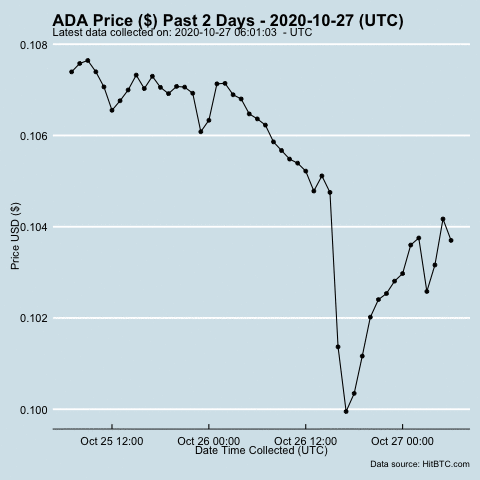 ADA Price ($) Past 2 Days - 2020-10-27 (UTC)
Latest data collected on: 2020-10-27 06:01:03  - UTC
0.108
0.106
0.104
0.102
0.100
Price USD ($)
Oct 25 12:00 Oct 26 00:00 Oct 26 12:00 Oct 27 00:00
Date Time Collected (UTC)
Data source: HitBTC.com